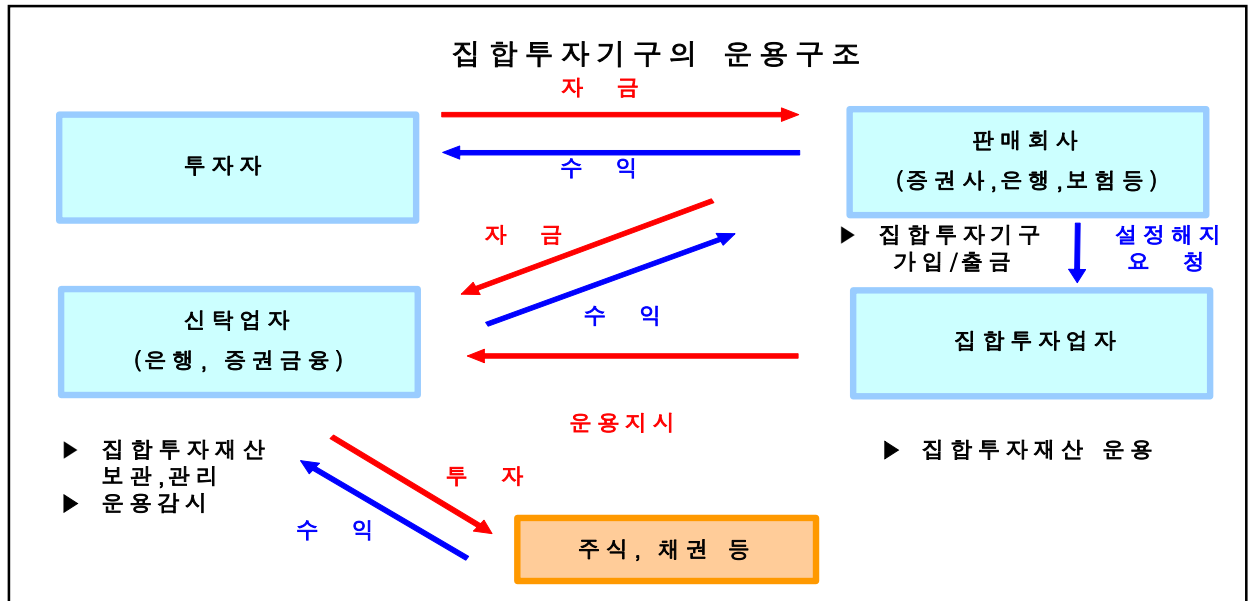 집합투자기구의 운용구조
자 금
투자자
수 익
판매회사
(증권사,은행,보험등)
자 금
▶ 집합투자기구
가입/출금
설정해지
요 청
수 익
신탁업자
(은행, 증권금융)
집합투자업자
운용지시
▶ 집합투자재산
보관,관리
▶ 운용감시
▶ 집합투자재산 운용
투 자
수 익
주식, 채권 등